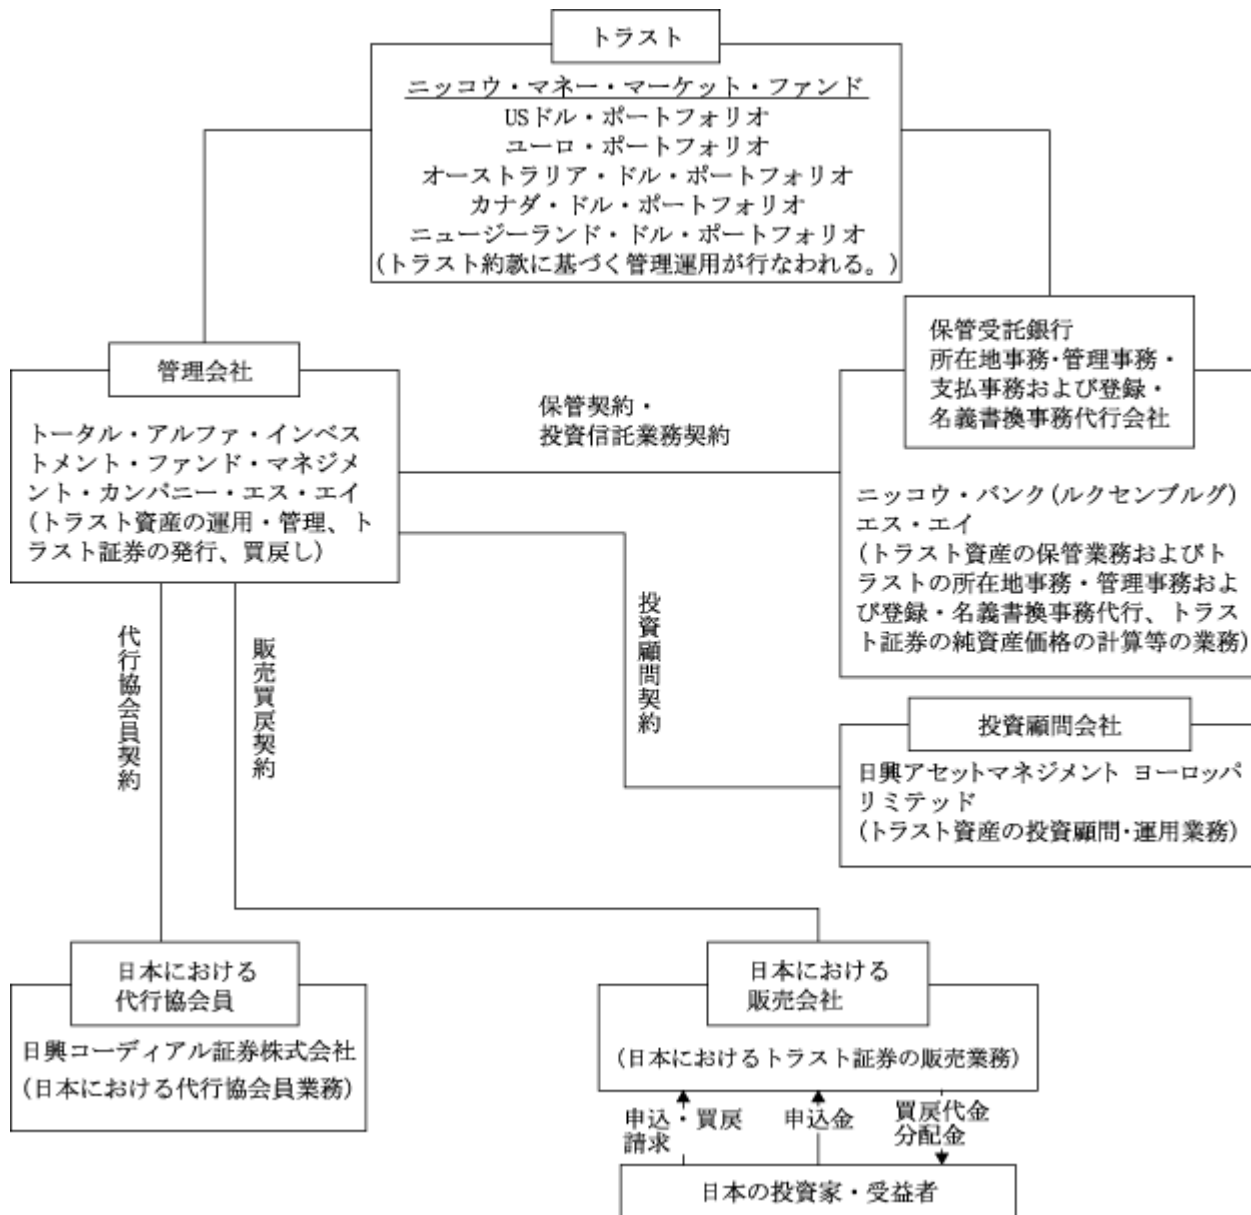 トラスト
ニッコウ・マネー・マーケット・ファンド
USドル・ポートフォリオ
ユーロ・ポートフォリオ
オーストラリア・ドル・ポートフォリオ
カナダ・ドル・ポートフォリオ
ニュージーランド・ドル・ポートフォリオ
(トラスト約款に基づく管理運用が行なわれる。)
管理会社
トータル・アルファ・インベス
トメント・ファンド・マネジメ
ント・カンパニー・エス・エイ
(トラスト資産の運用・管理、ト
ラスト証券の発行、買戻し)
保管契約・
投資信託業務契約
保管受託銀行
所在地事務・管理事務・
支払事務および登録・
名義書換事務代行会社
ニッコウ・バンク(ルクセンブルグ)
エス・エイ
(トラスト資産の保管業務およびト
ラストの所在地事務・管理事務およ
び登録・名義書換事務代行、トラス
ト証券の純資産価格の計算等の業務)
代行協会員契約
販売買戻契約
投資顧問契約
投資顧問会社
日興アセットマネジメント ヨーロッパ
リミテッド
(トラスト資産の投資顧問・運用業務)
日本における
代行協会員
日興コーディアル証券株式会社
(日本における代行協会員業務)
日本における
販売会社
(日本におけるトラスト証券の販売業務)
申込・買戻
請求
申込金
買戻代金
分配金
日本の投資家・受益者